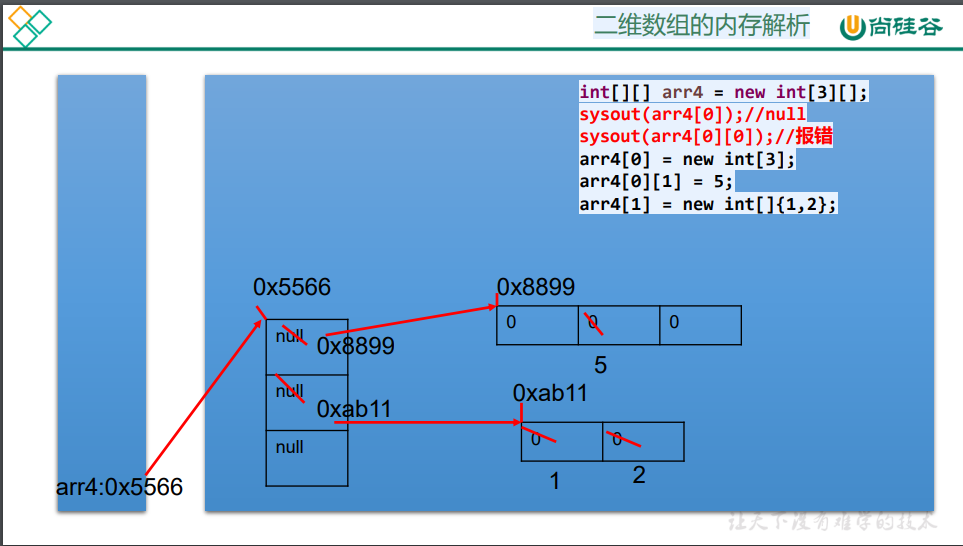 二维数组的内存解析
尚硅谷
int[][] arr4 = new int[3][];
sysout(arr4[0]);//null
sysout(arr4[0][0]);//报错
arr4[0] = new int[3];
arr4[0][1] = 5;
arr4[1] = new int[]{1,2};
0x5566
0x8899
null
0x8899
0
0
0
5
null
0xab11
0xab11
0
0
1
2
null
arr4:0x5566
让天下没有难学的技术